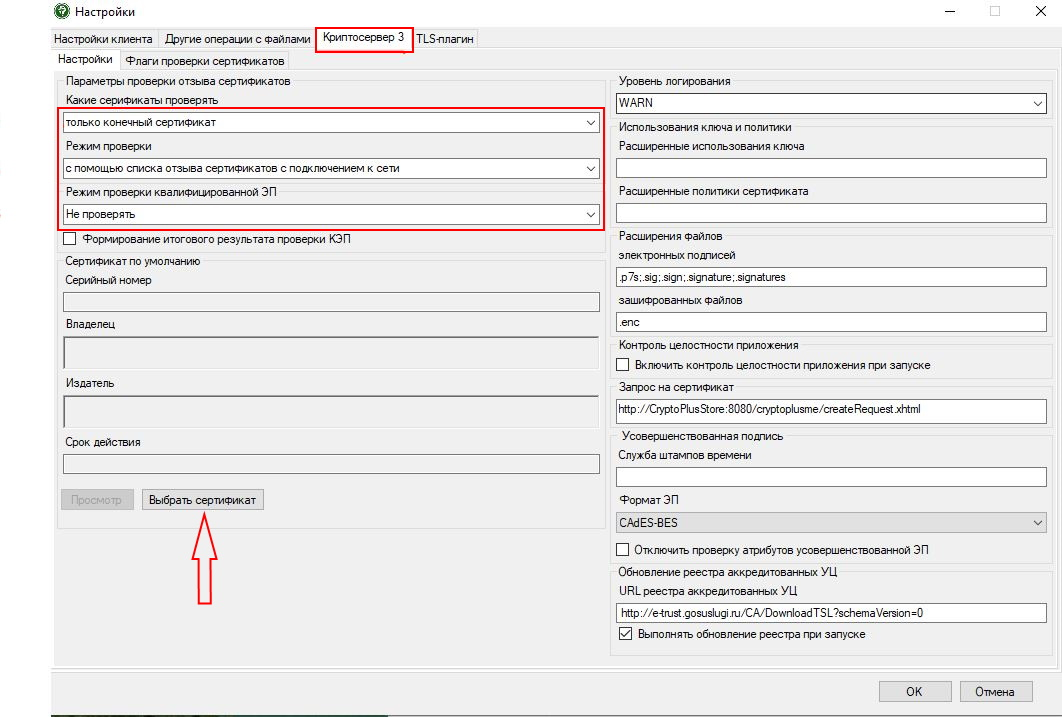 Настройки
Настройки клиента Другие операции с файлами Криптосервер 3 TLS-плагин
Настройки Флаги проверки сертификатов
Параметры проверки отзыва сертификатов
Какие серификаты проверять
только конечный сертификат
Режим проверки
с помощью списка отзыва сертификатов с подключением к сети
Режим проверки квалифицированной ЭП
Не проверять
Формирование итогового результата проверки КЭП
Сертификат по умолчанию
Серийный номер
Владелец
Издатель
Срок действия
Просмотр Выбрать сертификат
Уровень логирования
WARN
Использования ключа и политики
Расширенные использования ключа
Расширенные политики сертификата
Расширения файлов
электронных подписей
.p7s;.sig;.sign;.signature;.signatures
зашифрованных файлов
.enc
Контроль целостности приложения
Включить контроль целостности приложения при запуске
Запрос на сертификат
http://CryptoPlusStore:8080/cryptoplusme/createRequest.xhtml
Усовершенствованная подпись
Служба штампов времени
Формат ЭП
CAdES-BES
Отключить проверку атрибутов усовершенствованной ЭП
Обновление реестра аккредитованных УЦ
URL реестра аккредитованных УЦ
http://e-trust.gosuslugi.ru/CA/DownloadTSL?schemaVersion=0
Выполнять обновление реестра при запуске
OK Отмена